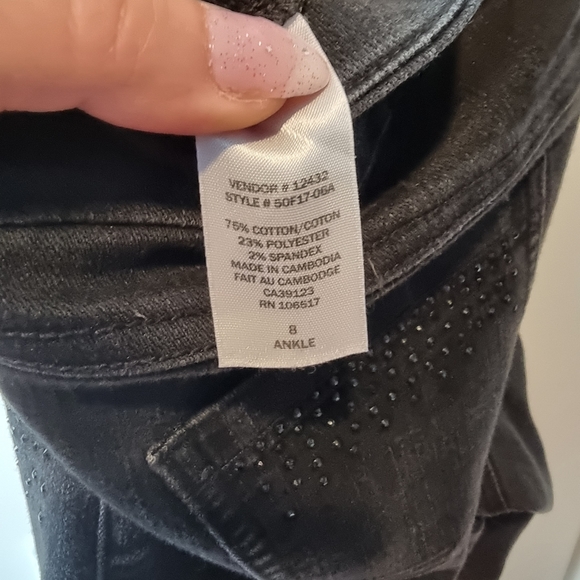 VENDOR # 12432
STYLE # 50F17-06A
75% COTTON/COTON
23% POLYESTER
2% SPANDEX
MADE IN CAMBODIA
FAIT AU CAMBODGE
CA39123
RN 106517
8
ANKLE